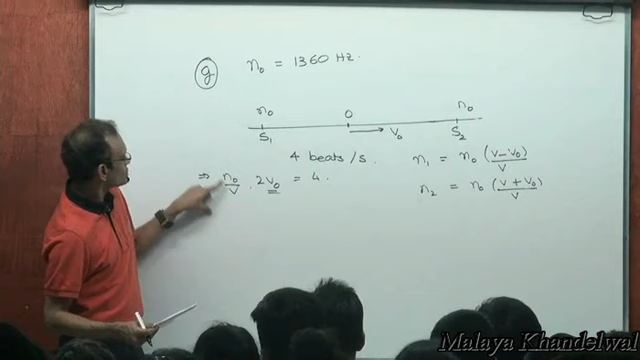 g n₀ = 1360 Hz.
n₀ O n₀
S₁ v₀ S₂
4 beats/s. n₁ = n₀ (v - v₀)/v
⇒ n₀/v . 2v₀ = 4. n₂ = n₀ (v + v₀)/v
Malaya Khandelwal